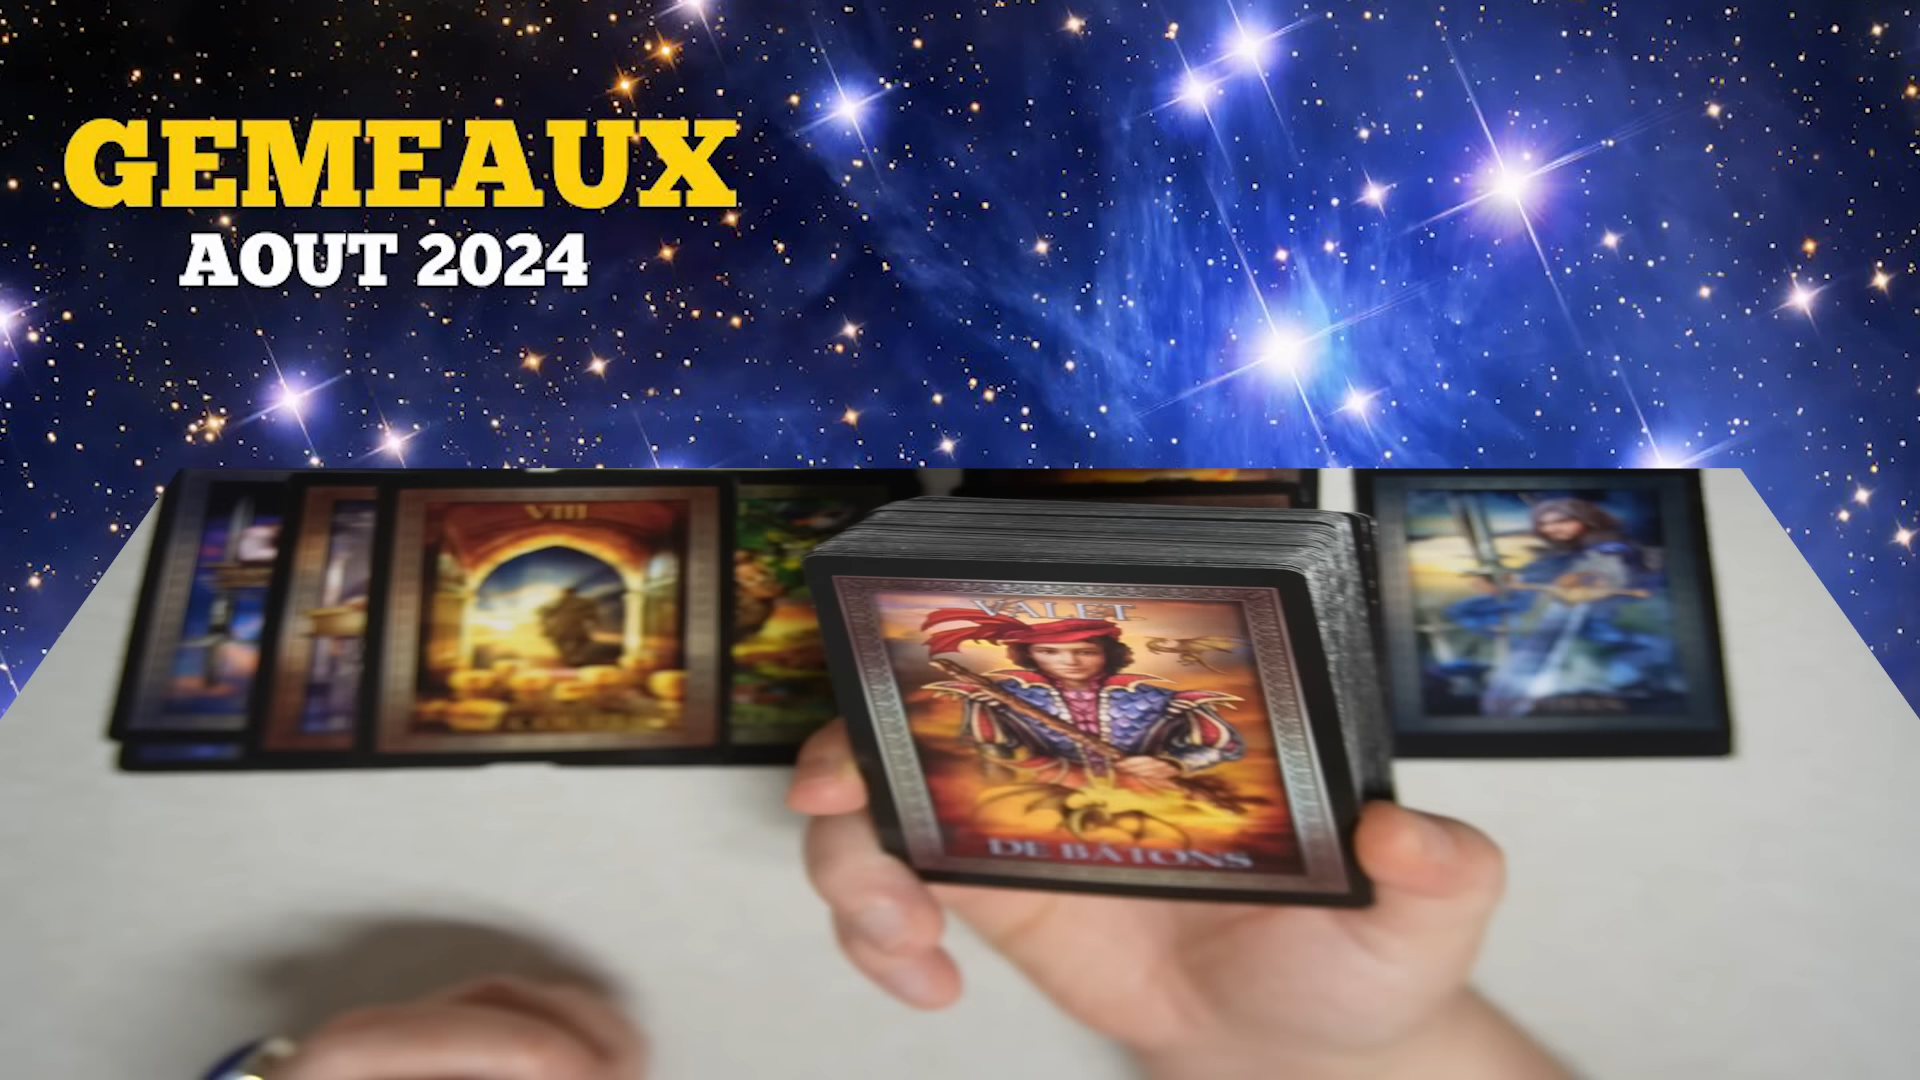 GEMEAUX
AOUT 2024
VIII
VALET
DE BÂTONS